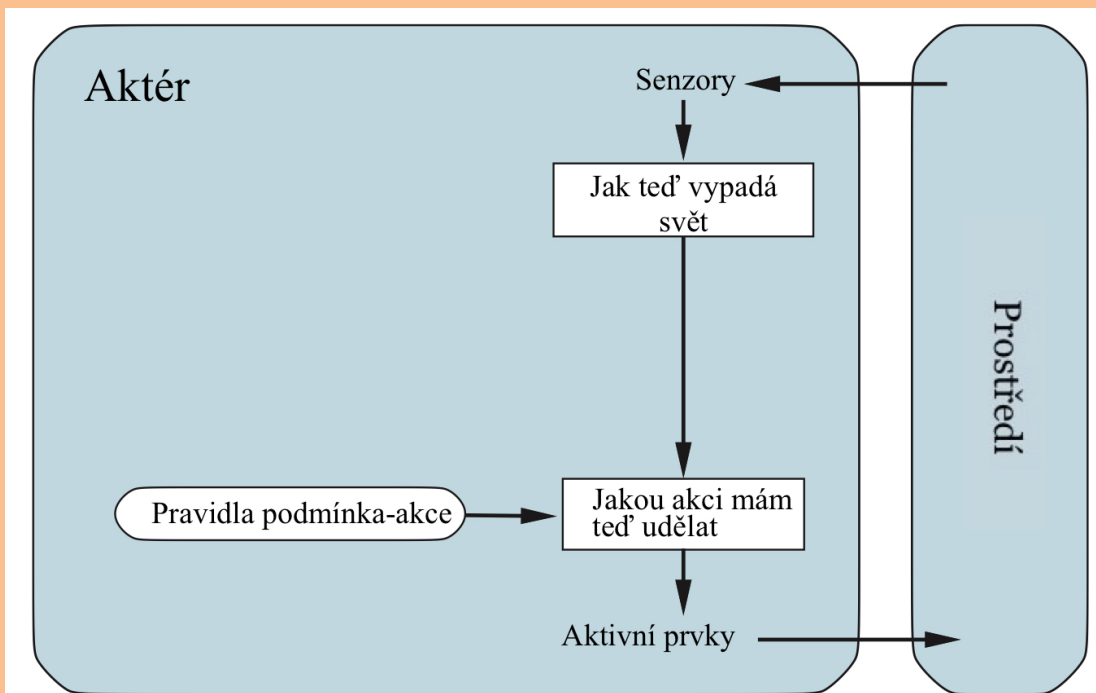 Aktér
Senzory
Jak teď vypadá
svět
Prostředí
Pravidla podmínka-akce
Jakou akci mám
teď udělat
Aktivní prvky